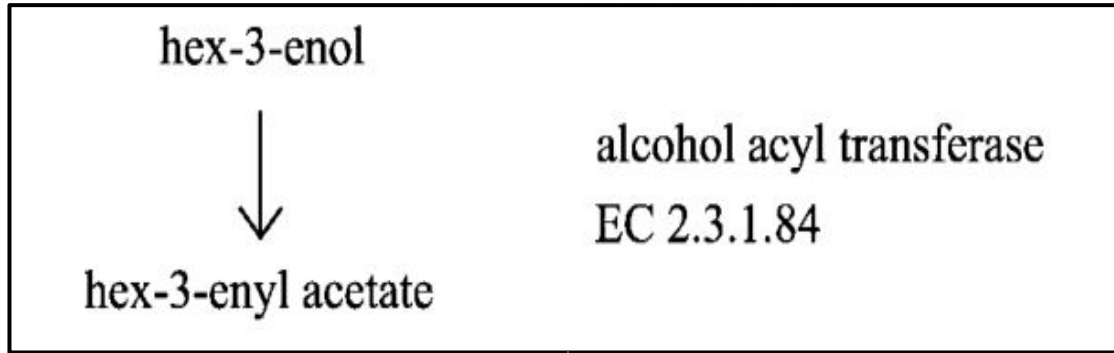 hex-3-enol
alcohol acyl transferase
EC 2.3.1.84
hex-3-enyl acetate